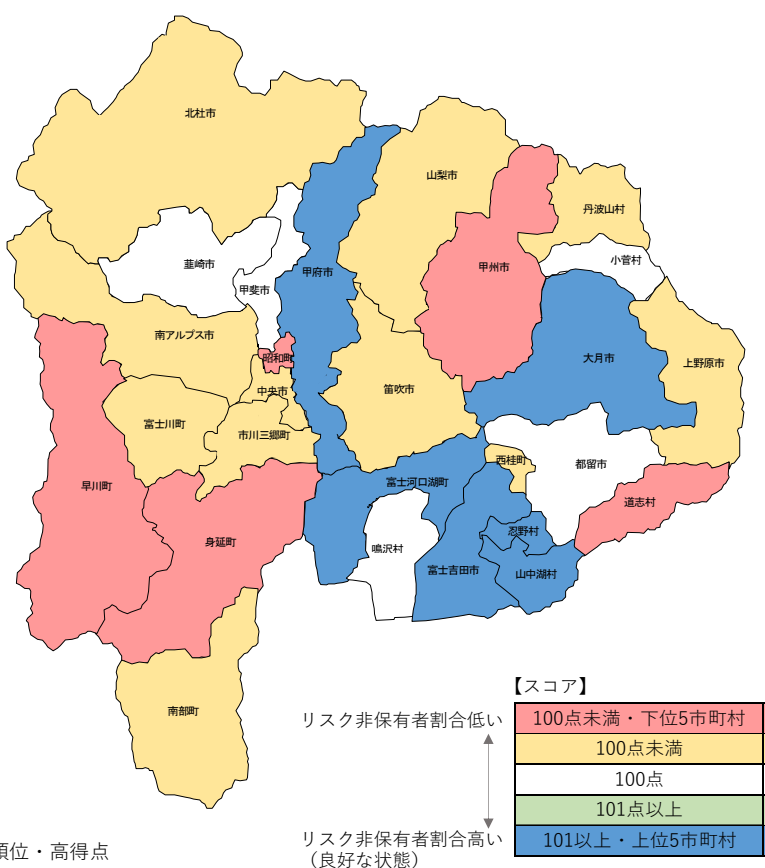 北杜市
山梨市
丹波山村
韮崎市
甲斐市
甲府市
甲州市
小菅村
南アルプス市
昭和町
大月市
上野原市
中央市
笛吹市
富士川町
市川三郷町
西桂町
都留市
早川町
富士河口湖町
道志村
身延町
鳴沢村
忍野村
富士吉田市
山中湖村
南部町
【スコア】
リスク非保有者割合低い
100点未満・下位5市町村
100点未満
100点
101点以上
リスク非保有者割合高い
(良好な状態)
101以上・上位5市町村
順位・高得点